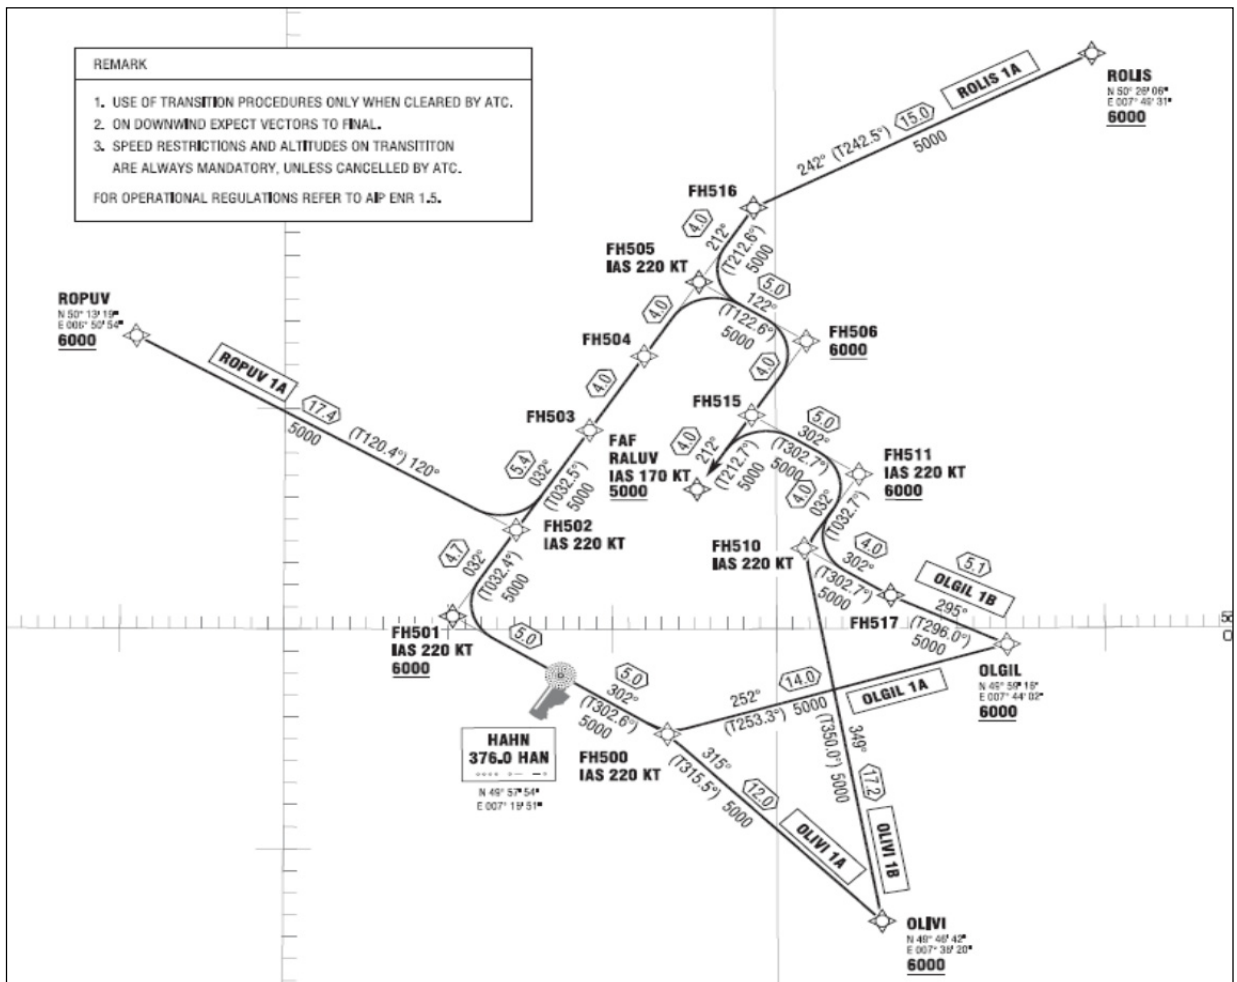 REMARK
1. USE OF TRANSITION PROCEDURES ONLY WHEN CLEARED BY ATC.
2. ON DOWNWIND EXPECT VECTORS TO FINAL.
3. SPEED RESTRICTIONS AND ALTITUDES ON TRANSITITON
ARE ALWAYS MANDATORY, UNLESS CANCELLED BY ATC.
FOR OPERATIONAL REGULATIONS REFER TO AIP ENR 1.5.
ROLIS
N 50° 26' 06"
E 007° 49' 31"
6000
ROLIS 1A
15.0
242° (T242.5°)
5000
FH516
4.0
212°
(T212.6°)
5000
FH505
IAS 220 KT
5.0
122°
(T122.6°)
5000
ROPUV
N 50° 13' 19"
E 006° 50' 54"
6000
ROPUV 1A
17.4
(T120.4°) 120°
5000
4.0
FH504
4.0
FH503
FH506
6000
4.0
FH515
5.0
302°
(T302.7°)
5000
FAF
RALUV
IAS 170 KT
5000
4.0
212°
(T212.7°)
5000
FH511
IAS 220 KT
6000
5.4
032°
(T032.5°)
5000
4.0
032°
(T032.7°)
FH502
IAS 220 KT
FH510
IAS 220 KT
4.0
302°
(T302.7°)
5000
5.1
OLGIL 1B
295°
(T296.0°)
5000
FH517
4.7
032°
(T032.4°)
5000
FH501
IAS 220 KT
6000
5.0
50
OLGIL
N 49° 59' 16"
E 007° 44' 02"
6000
5.0
302°
(T302.6°)
5000
252°
14.0
(T253.3°)
5000
OLGIL 1A
HAHN
376.0 HAN
N 49° 57' 54"
E 007° 18' 51"
FH500
IAS 220 KT
315°
(T315.5°)
12.0
5000
OLIVI 1A
349°
(T350.0°)
5000
17.2
OLIVI 1B
OLIVI
N 49° 46' 42"
E 007° 36' 20"
6000